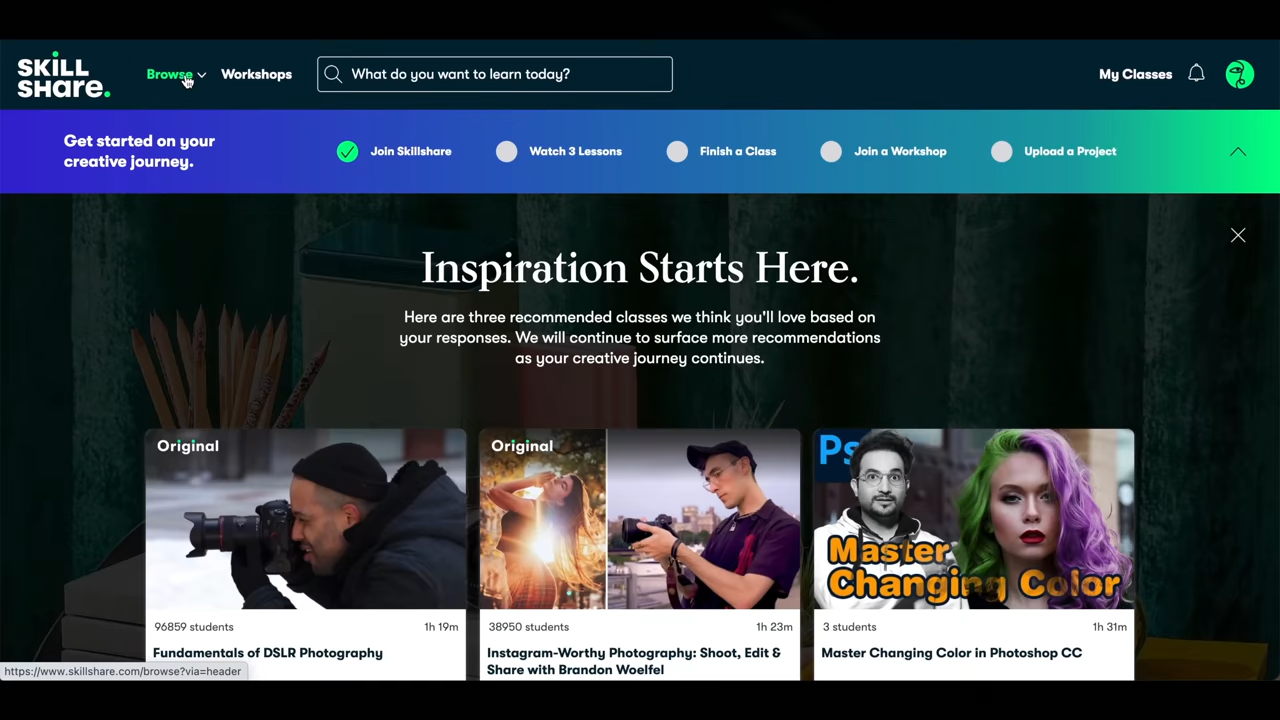 SKILL
SHARE.
Browse
Workshops
What do you want to learn today?
My Classes
Get started on your
creative journey.
Join Skillshare
Watch 3 Lessons
Finish a Class
Join a Workshop
Upload a Project
Inspiration Starts Here.
Here are three recommended classes we think you'll love based on
your responses. We will continue to surface more recommendations
as your creative journey continues.
Original
Original
Ps
Master
Changing Color
96859 students
1h 19m
Fundamentals of DSLR Photography
38950 students
1h 23m
Instagram-Worthy Photography: Shoot, Edit &
Share with Brandon Woelfel
3 students
1h 31m
Master Changing Color in Photoshop CC
https://www.skillshare.com/browse?via=header